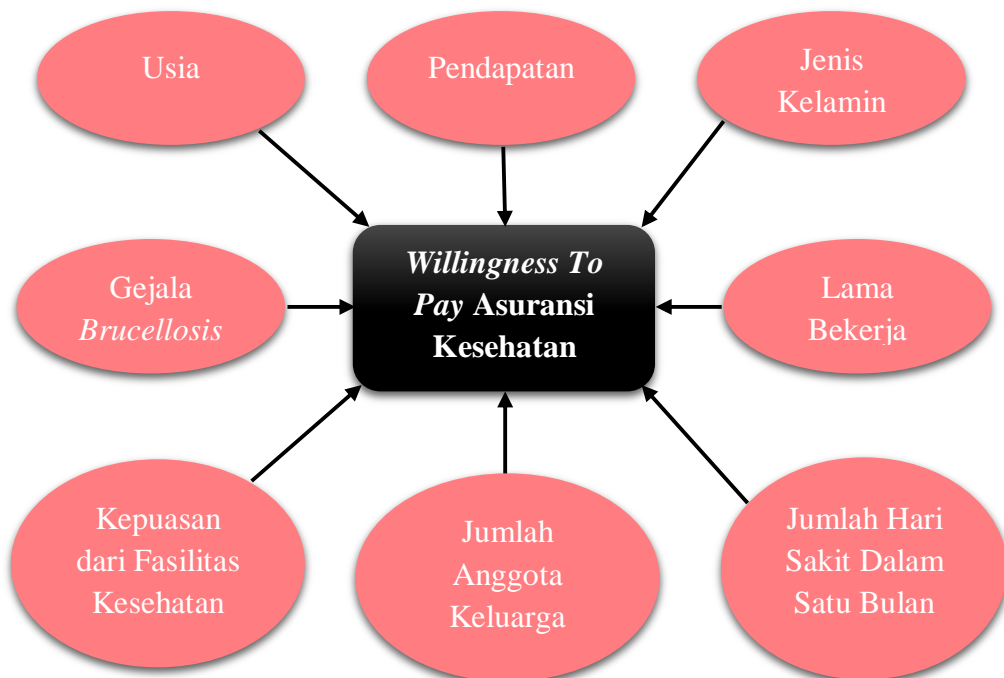 Usia
Pendapatan
Jenis
Kelamin
Gejala
Brucellosis
Willingness To
Pay Asuransi
Kesehatan
Lama
Bekerja
Kepuasan
dari Fasilitas
Kesehatan
Jumlah
Anggota
Keluarga
Jumlah Hari
Sakit Dalam
Satu Bulan